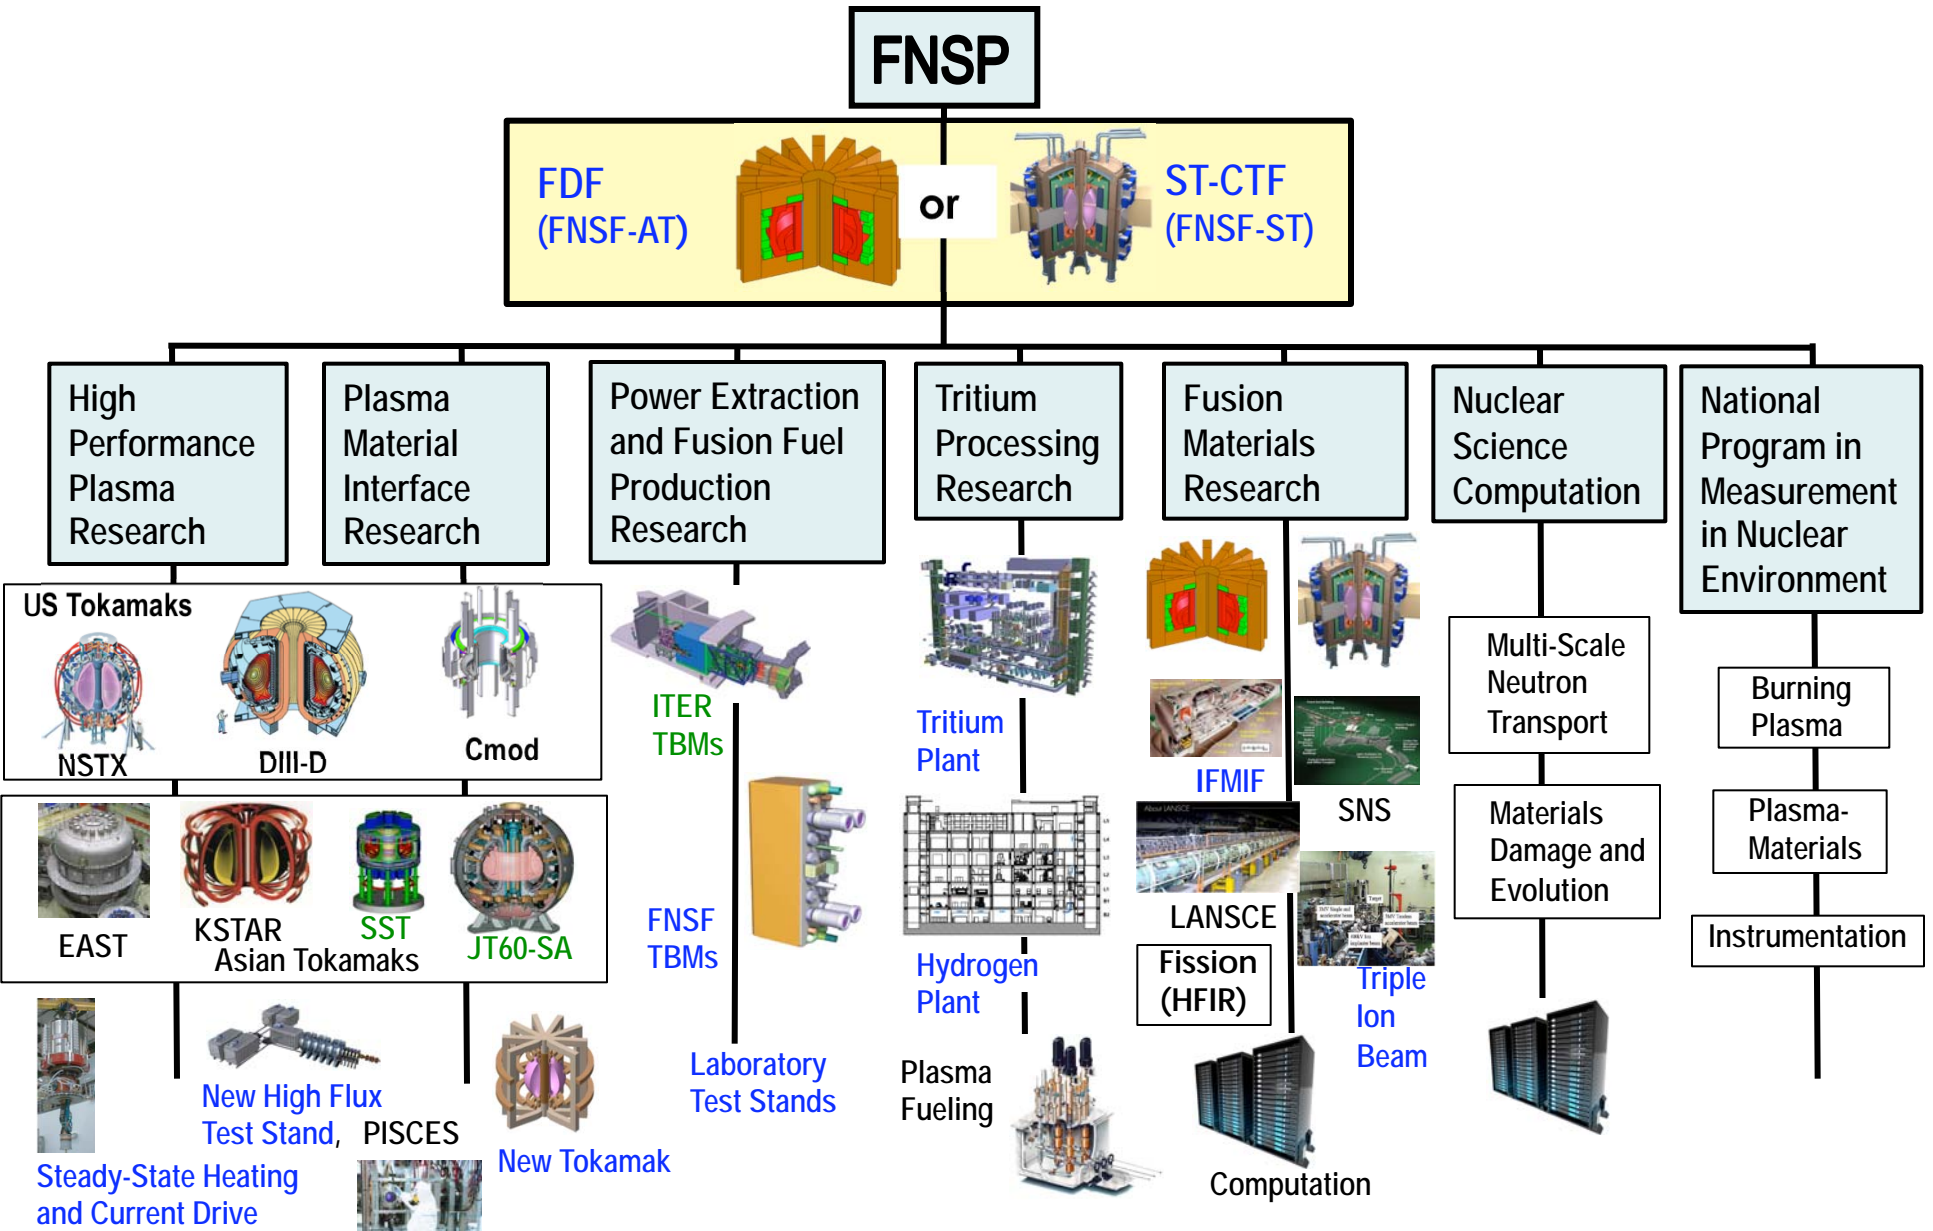 FNSP
FDF
(FNSF-AT)
or
ST-CTF
(FNSF-ST)
High
Performance
Plasma
Research
Plasma
Material
Interface
Research
Power Extraction
and Fusion Fuel
Production
Research
Tritium
Processing
Research
Fusion
Materials
Research
Nuclear
Science
Computation
National
Program in
Measurement
in Nuclear
Environment
US Tokamaks
NSTX
DIII-D
Cmod
EAST
KSTAR
SST
JT60-SA
Asian Tokamaks
New High Flux
Test Stand, PISCES
New Tokamak
Steady-State Heating
and Current Drive
ITER
TBMs
FNSF
TBMs
Laboratory
Test Stands
Tritium
Plant
Hydrogen
Plant
Plasma
Fueling
IFMIF
SNS
About LANSCE
LANSCE
Fission
(HFIR)
Target
Triple
Ion
Beam
Computation
Multi-Scale
Neutron
Transport
Materials
Damage and
Evolution
Burning
Plasma
Plasma-
Materials
Instrumentation